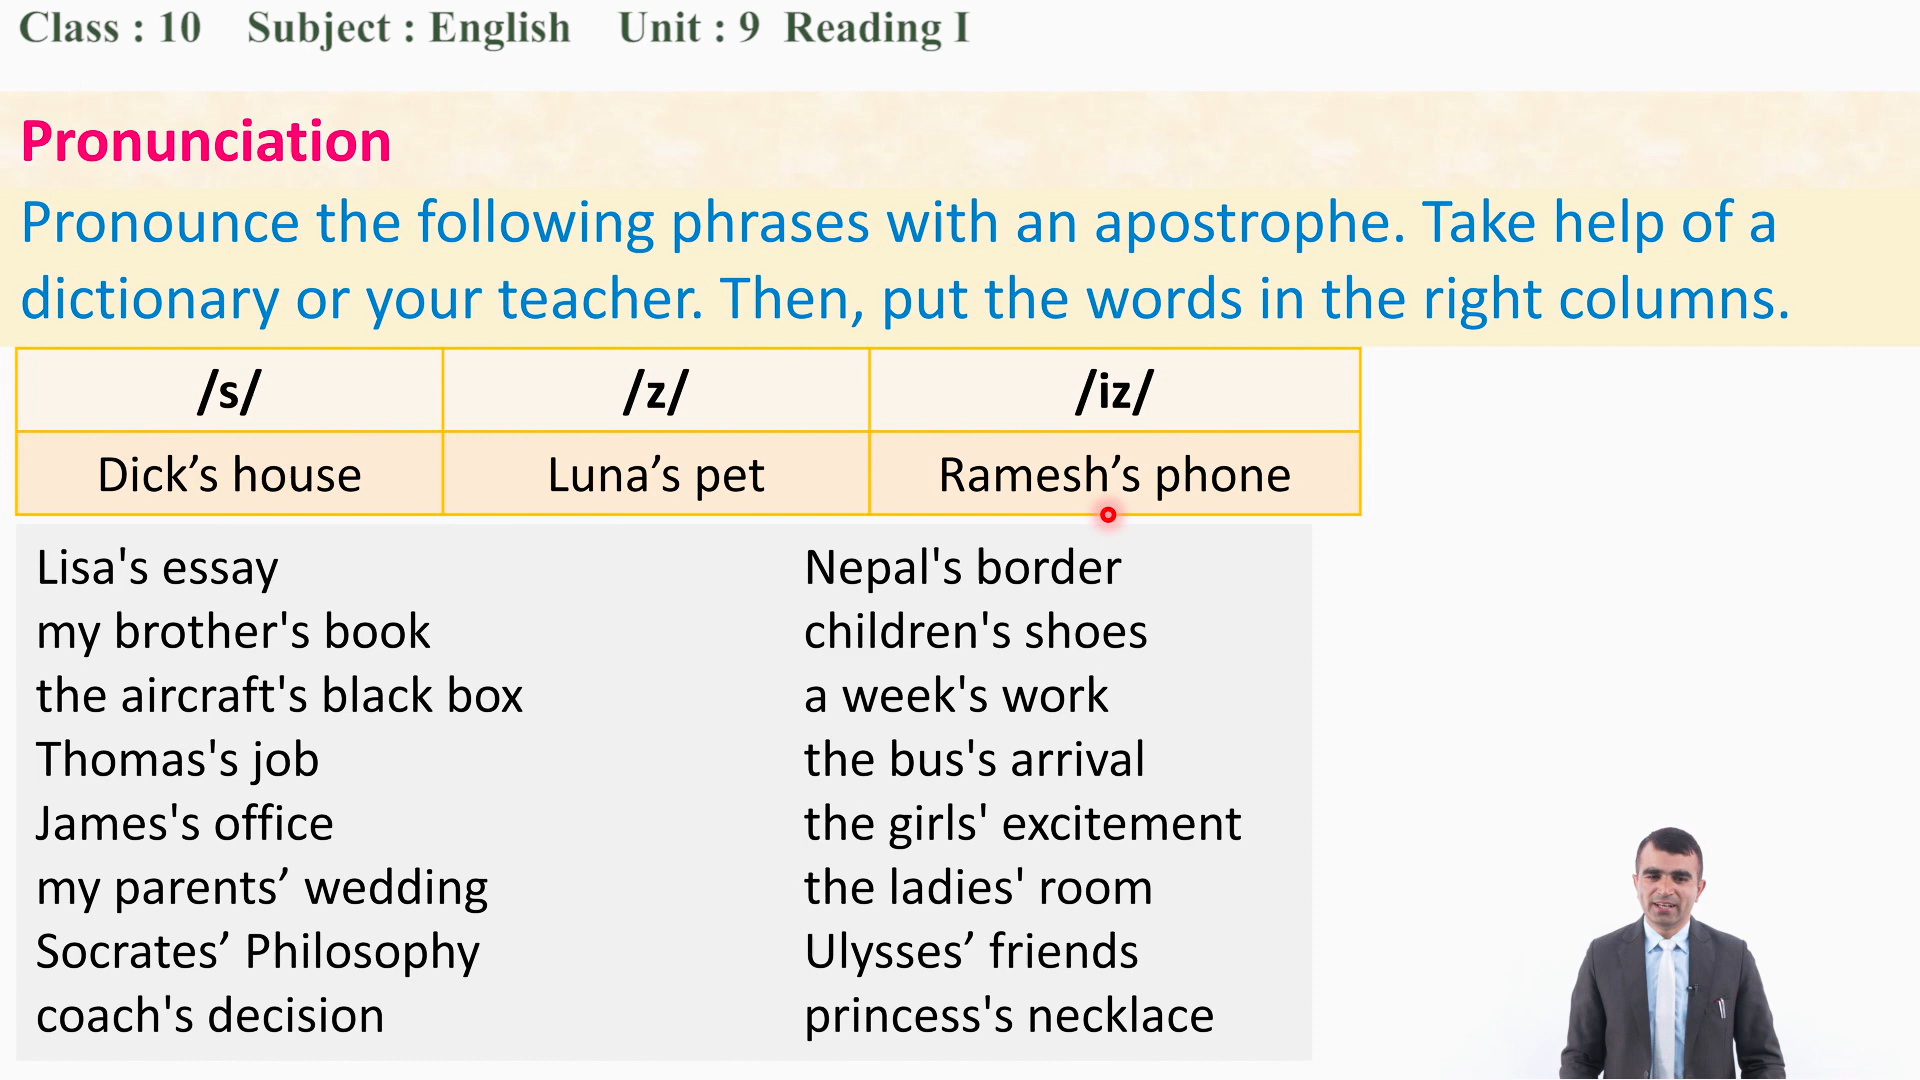 Class : 10 Subject : English Unit : 9 Reading I
Pronunciation
Pronounce the following phrases with an apostrophe. Take help of a
dictionary or your teacher. Then, put the words in the right columns.
/s/ /z/ /iz/
Dick’s house Luna’s pet Ramesh’s phone
Lisa's essay
my brother's book
the aircraft's black box
Thomas's job
James's office
my parents’ wedding
Socrates’ Philosophy
coach's decision
Nepal's border
children's shoes
a week's work
the bus's arrival
the girls' excitement
the ladies' room
Ulysses’ friends
princess's necklace